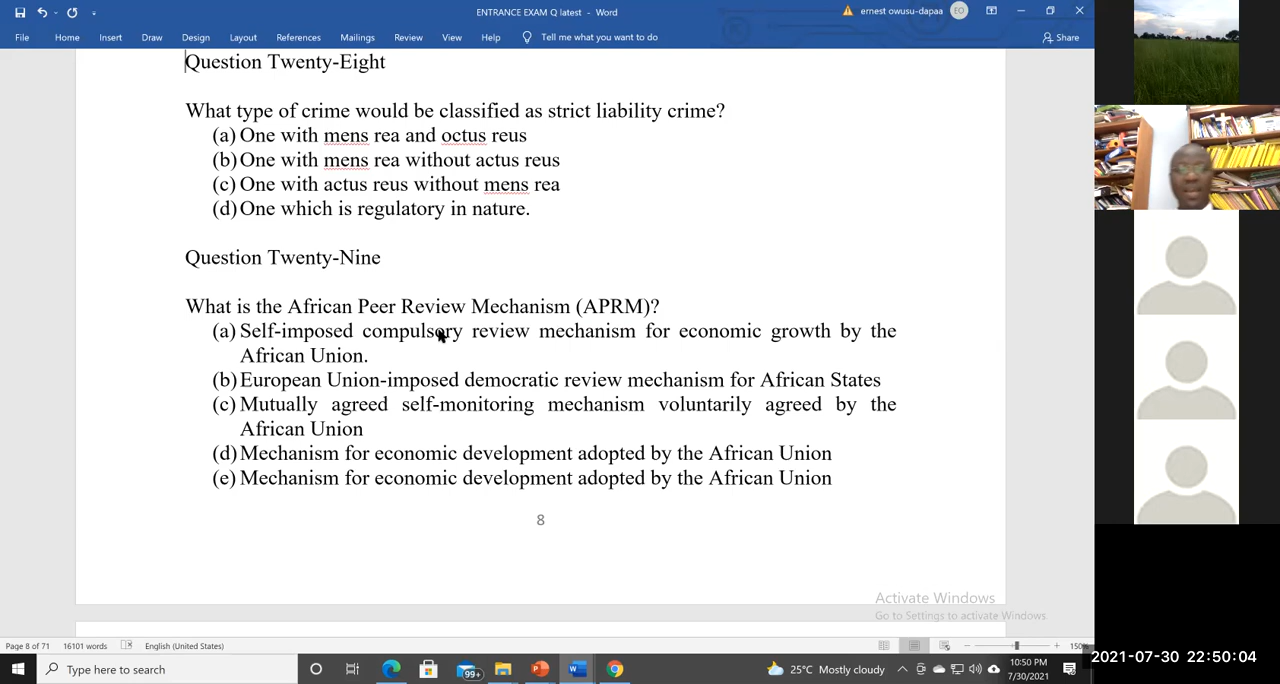 ENTRANCE EXAM Q latest - Word
ernest owusu-dapaa
EO
File Home Insert Draw Design Layout References Mailings Review View Help Tell me what you want to do Share
Question Twenty-Eight
What type of crime would be classified as strict liability crime?
(a) One with mens rea and octus reus
(b) One with mens rea without actus reus
(c) One with actus reus without mens rea
(d) One which is regulatory in nature.
Question Twenty-Nine
What is the African Peer Review Mechanism (APRM)?
(a) Self-imposed compulsory review mechanism for economic growth by the
African Union.
(b) European Union-imposed democratic review mechanism for African States
(c) Mutually agreed self-monitoring mechanism voluntarily agreed by the
African Union
(d) Mechanism for economic development adopted by the African Union
(e) Mechanism for economic development adopted by the African Union
8
Activate Windows
Go to Settings to activate Windows.
Page 8 of 71 16101 words English (United States) 150%
Type here to search
99+
25°C Mostly cloudy
10:50 PM
7/30/2021
2021-07-30 22:50:04